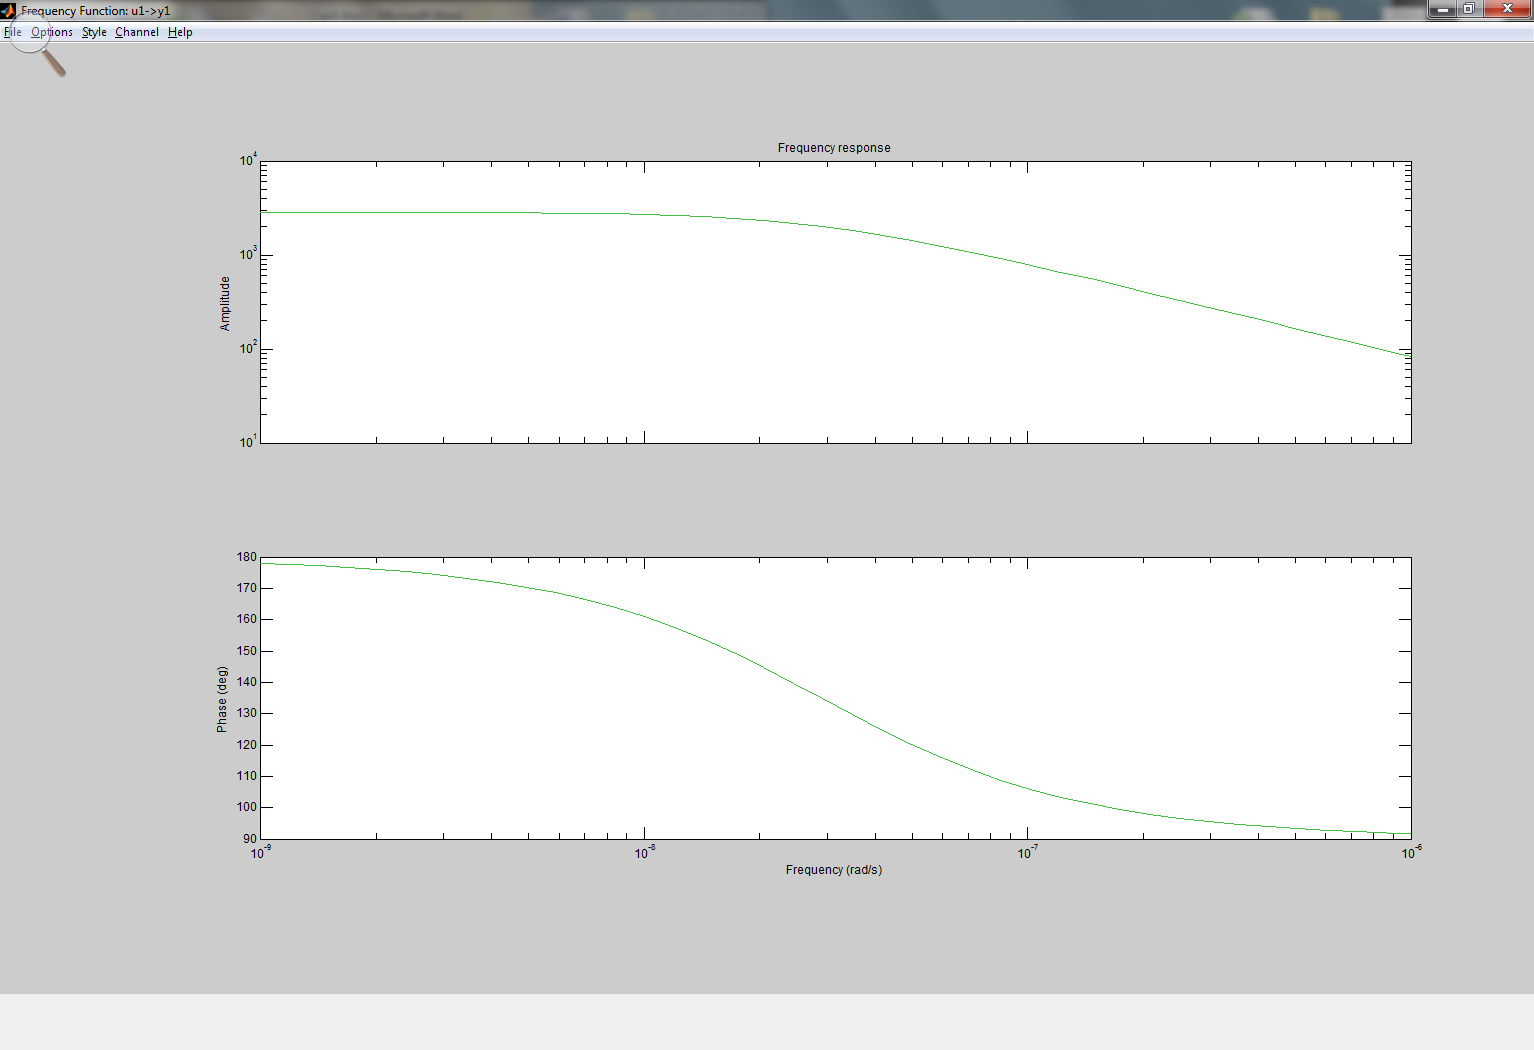 Frequency Function: u1->y1
File Options Style Channel Help
Frequency response
10^4
10^3
10^2
10^1
Amplitude
180
170
160
150
140
130
120
110
100
90
Phase (deg)
10^-9 10^-8 10^-7 10^-6
Frequency (rad/s)